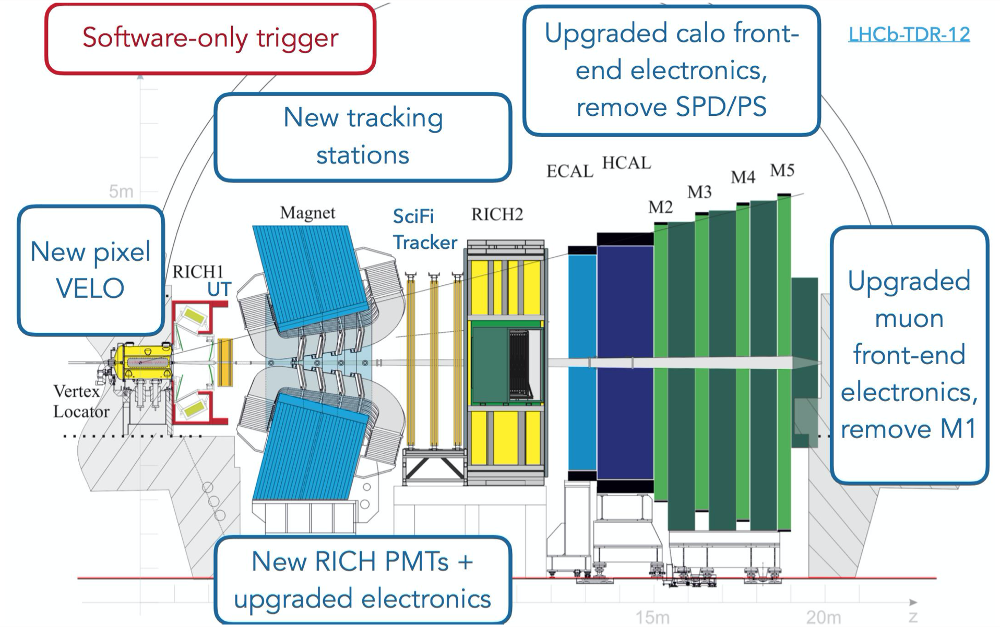 Software-only trigger
Upgraded calo front-
end electronics,
remove SPD/PS
LHCb-TDR-12
New tracking
stations
ECAL
HCAL
M2
M3
M4
M5
5m
New pixel
VELO
Magnet
SciFi
Tracker
RICH2
RICH1
UT
Upgraded
muon
front-end
electronics,
remove M1
Vertex
Locator
New RICH PMTs +
upgraded electronics
15m
20m
z